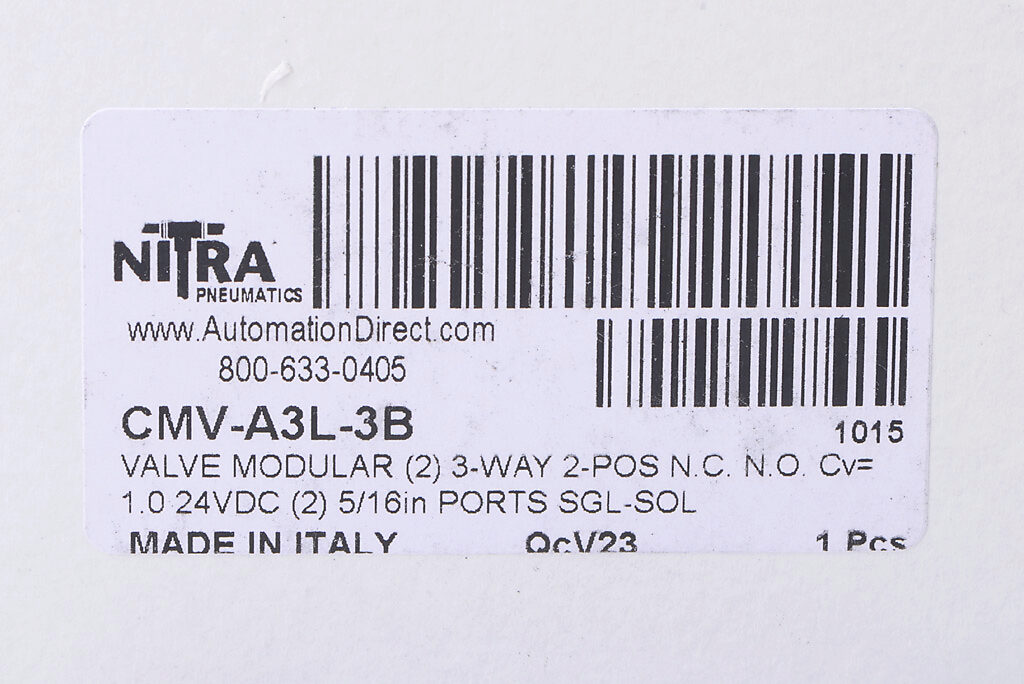 NITRA
PNEUMATICS
www.AutomationDirect.com
800-633-0405
CMV-A3L-3B
1015
VALVE MODULAR (2) 3-WAY 2-POS N.C. N.O. Cv=
1.0 24VDC (2) 5/16in PORTS SGL-SOL
MADE IN ITALY QcV23 1 Pcs